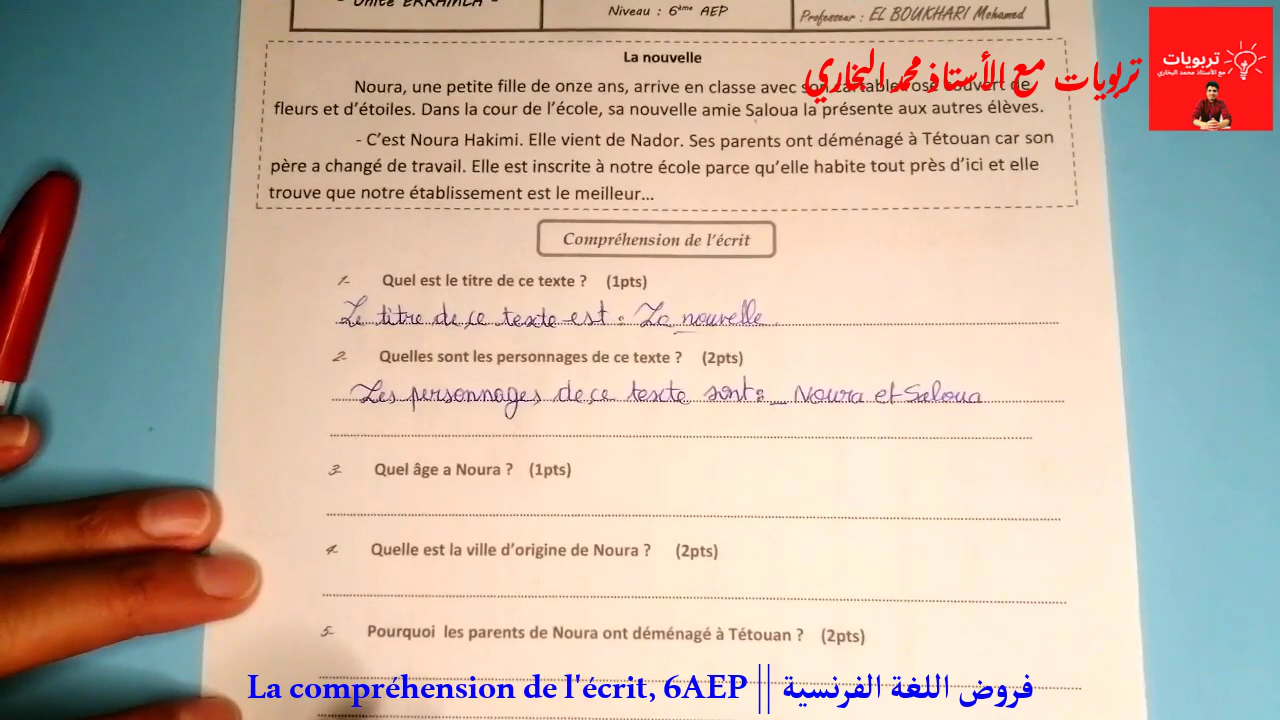 - Unité ERRAMLA -
Niveau : 6ème AEP
Professeur : EL BOUKHARI Mohamed
تربويات
مع الأستاذ محمد البخاري
تربويات مع الأستاذ محمد البخاري
La nouvelle
Noura, une petite fille de onze ans, arrive en classe avec son cartable rose couvert de
fleurs et d'étoiles. Dans la cour de l'école, sa nouvelle amie Saloua la présente aux autres élèves.
- C'est Noura Hakimi. Elle vient de Nador. Ses parents ont déménagé à Tétouan car son
père a changé de travail. Elle est inscrite à notre école parce qu'elle habite tout près d'ici et elle
trouve que notre établissement est le meilleur...
Compréhension de l'écrit
1- Quel est le titre de ce texte ? (1pts)
Le titre de ce texte est : La nouvelle
2- Quelles sont les personnages de ce texte ? (2pts)
Les personnages de ce texte sont : Noura et Saloua
3- Quel âge a Noura ? (1pts)
4- Quelle est la ville d'origine de Noura ? (2pts)
5- Pourquoi les parents de Noura ont déménagé à Tétouan ? (2pts)
La compréhension de l'écrit, 6AEP || فروض اللغة الفرنسية